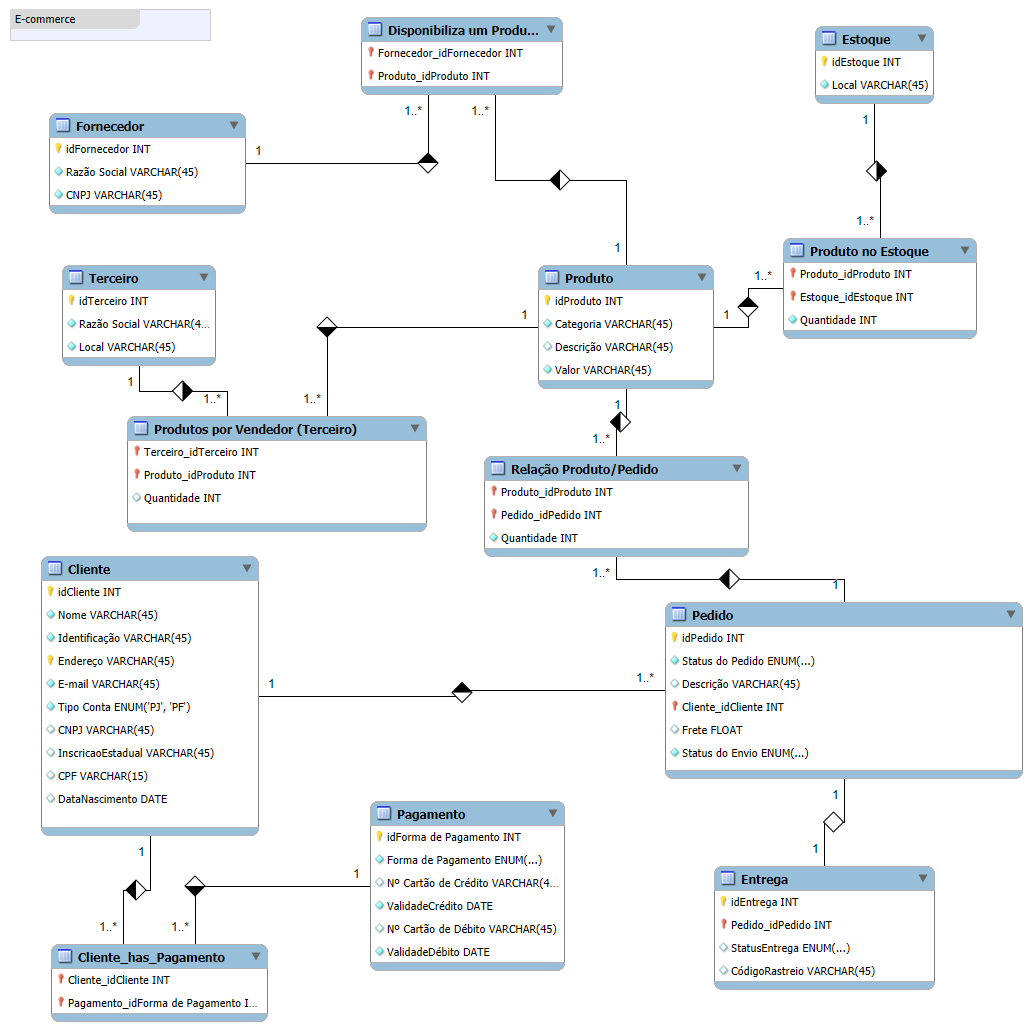 E-commerce
Disponibiliza um Produ...
Fornecedor_idFornecedor INT
Produto_idProduto INT
1..*
1..*
Estoque
idEstoque INT
Local VARCHAR(45)
1
1..*
Fornecedor
idFornecedor INT
Razão Social VARCHAR(45)
CNPJ VARCHAR(45)
1
1
Terceiro
idTerceiro INT
Razão Social VARCHAR(4...
Local VARCHAR(45)
1
1..*
Produto
idProduto INT
Categoria VARCHAR(45)
Descrição VARCHAR(45)
Valor VARCHAR(45)
1
1
1..*
1
1..*
Produto no Estoque
Produto_idProduto INT
Estoque_idEstoque INT
Quantidade INT
Produtos por Vendedor (Terceiro)
Terceiro_idTerceiro INT
Produto_idProduto INT
Quantidade INT
1..*
Relação Produto/Pedido
Produto_idProduto INT
Pedido_idPedido INT
Quantidade INT
1..*
1
Cliente
idCliente INT
Nome VARCHAR(45)
Identificação VARCHAR(45)
Endereço VARCHAR(45)
E-mail VARCHAR(45)
Tipo Conta ENUM('PJ', 'PF')
CNPJ VARCHAR(45)
InscricaoEstadual VARCHAR(45)
CPF VARCHAR(15)
DataNascimento DATE
1
1..*
Pedido
idPedido INT
Status do Pedido ENUM(...)
Descrição VARCHAR(45)
Cliente_idCliente INT
Frete FLOAT
Status do Envio ENUM(...)
1
1
1
1..*
Pagamento
idForma de Pagamento INT
Forma de Pagamento ENUM(...)
Nº Cartão de Crédito VARCHAR(4...
ValidadeCrédito DATE
Nº Cartão de Débito VARCHAR(45)
ValidadeDébito DATE
1
1..*
Entrega
idEntrega INT
Pedido_idPedido INT
StatusEntrega ENUM(...)
CódigoRastreio VARCHAR(45)
Cliente_has_Pagamento
Cliente_idCliente INT
Pagamento_idForma de Pagamento I...